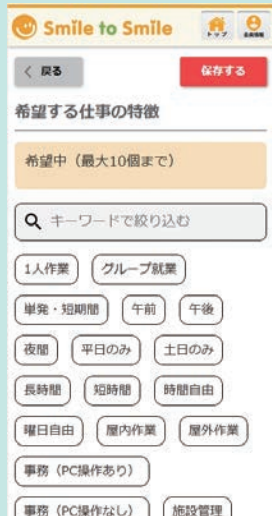 Smile to Smile
トップ
会員情報
< 戻る
保存する
希望する仕事の特徴
希望中（最大10個まで）
キーワードで絞り込む
1人作業 グループ就業
単発・短期間 午前 午後
夜間 平日のみ 土日のみ
長時間 短時間 時間自由
曜日自由 屋内作業 屋外作業
事務（PC操作あり）
事務（PC操作なし） 施設管理